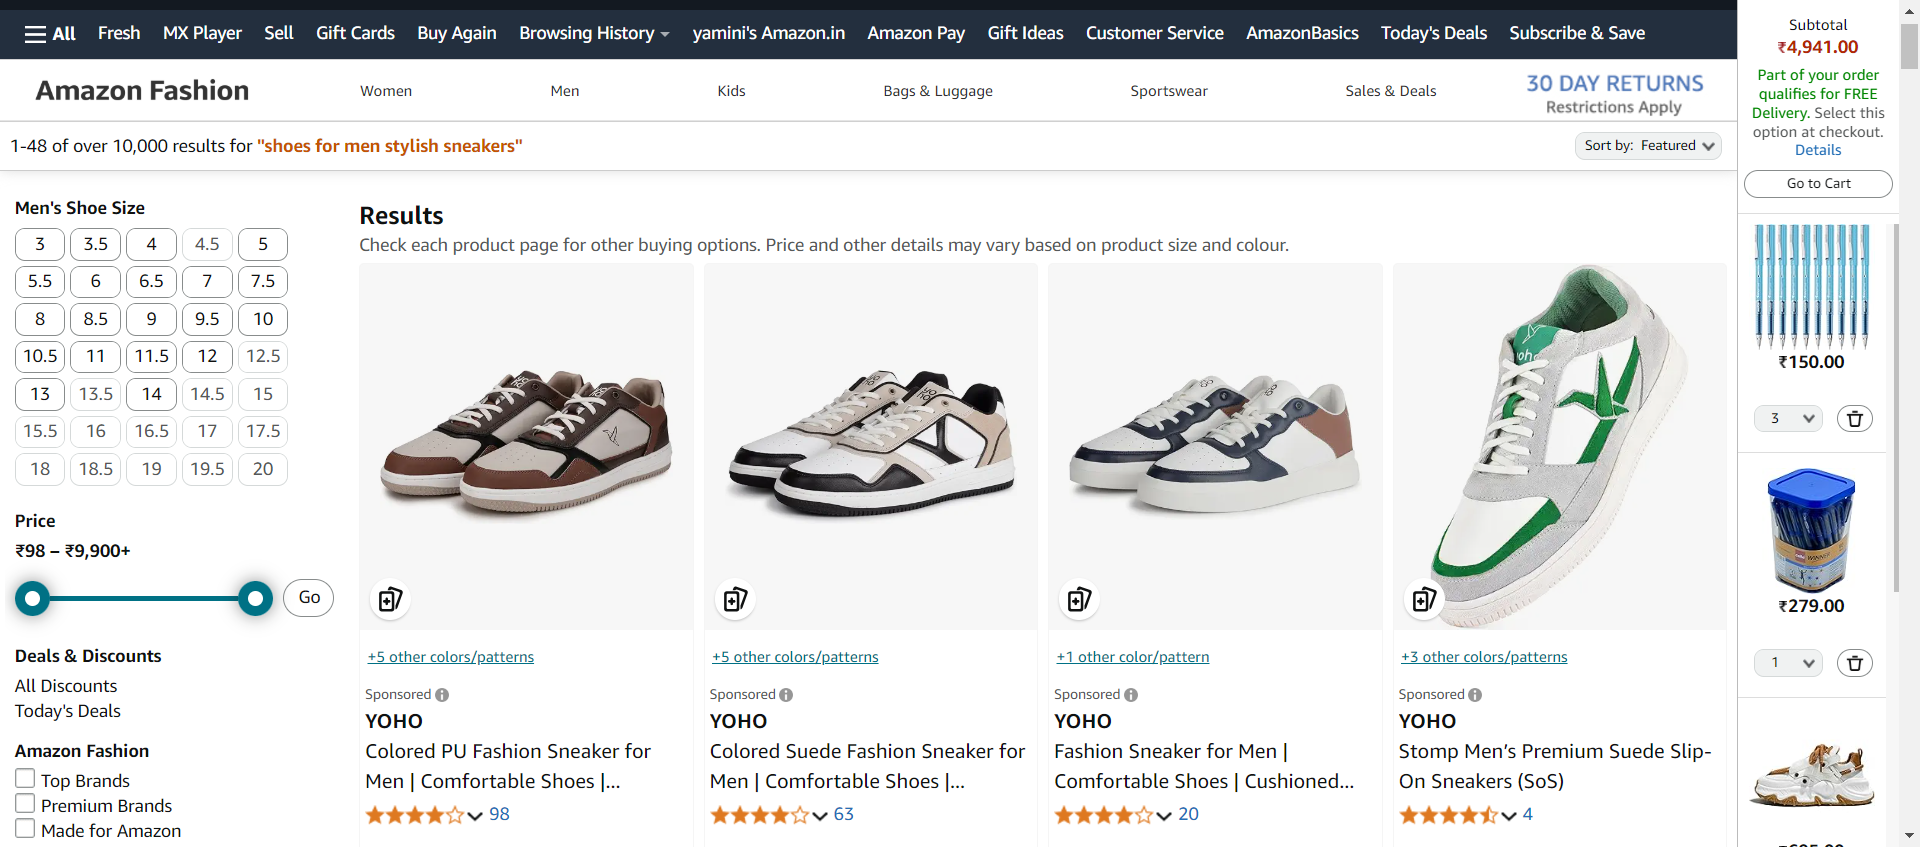 All Fresh MX Player Sell Gift Cards Buy Again Browsing History yamini's Amazon.in Amazon Pay Gift Ideas Customer Service AmazonBasics Today's Deals Subscribe & Save
Amazon Fashion Women Men Kids Bags & Luggage Sportswear Sales & Deals 30 DAY RETURNS
Restrictions Apply
1-48 of over 10,000 results for "shoes for men stylish sneakers" Sort by: Featured
Men's Shoe Size
3 3.5 4 4.5 5
5.5 6 6.5 7 7.5
8 8.5 9 9.5 10
10.5 11 11.5 12 12.5
13 13.5 14 14.5 15
15.5 16 16.5 17 17.5
18 18.5 19 19.5 20
Price
₹98 – ₹9,900+
Go
Deals & Discounts
All Discounts
Today's Deals
Amazon Fashion
Top Brands
Premium Brands
Made for Amazon
Results
Check each product page for other buying options. Price and other details may vary based on product size and colour.
+5 other colors/patterns
Sponsored
YOHO
Colored PU Fashion Sneaker for
Men | Comfortable Shoes |...
98
+5 other colors/patterns
Sponsored
YOHO
Colored Suede Fashion Sneaker for
Men | Comfortable Shoes |...
63
+1 other color/pattern
Sponsored
YOHO
Fashion Sneaker for Men |
Comfortable Shoes | Cushioned...
20
+3 other colors/patterns
Sponsored
YOHO
Stomp Men’s Premium Suede Slip-
On Sneakers (SoS)
4
Subtotal
₹4,941.00
Part of your order
qualifies for FREE
Delivery. Select this
option at checkout.
Details
Go to Cart
₹150.00
3
WINNER
₹279.00
1